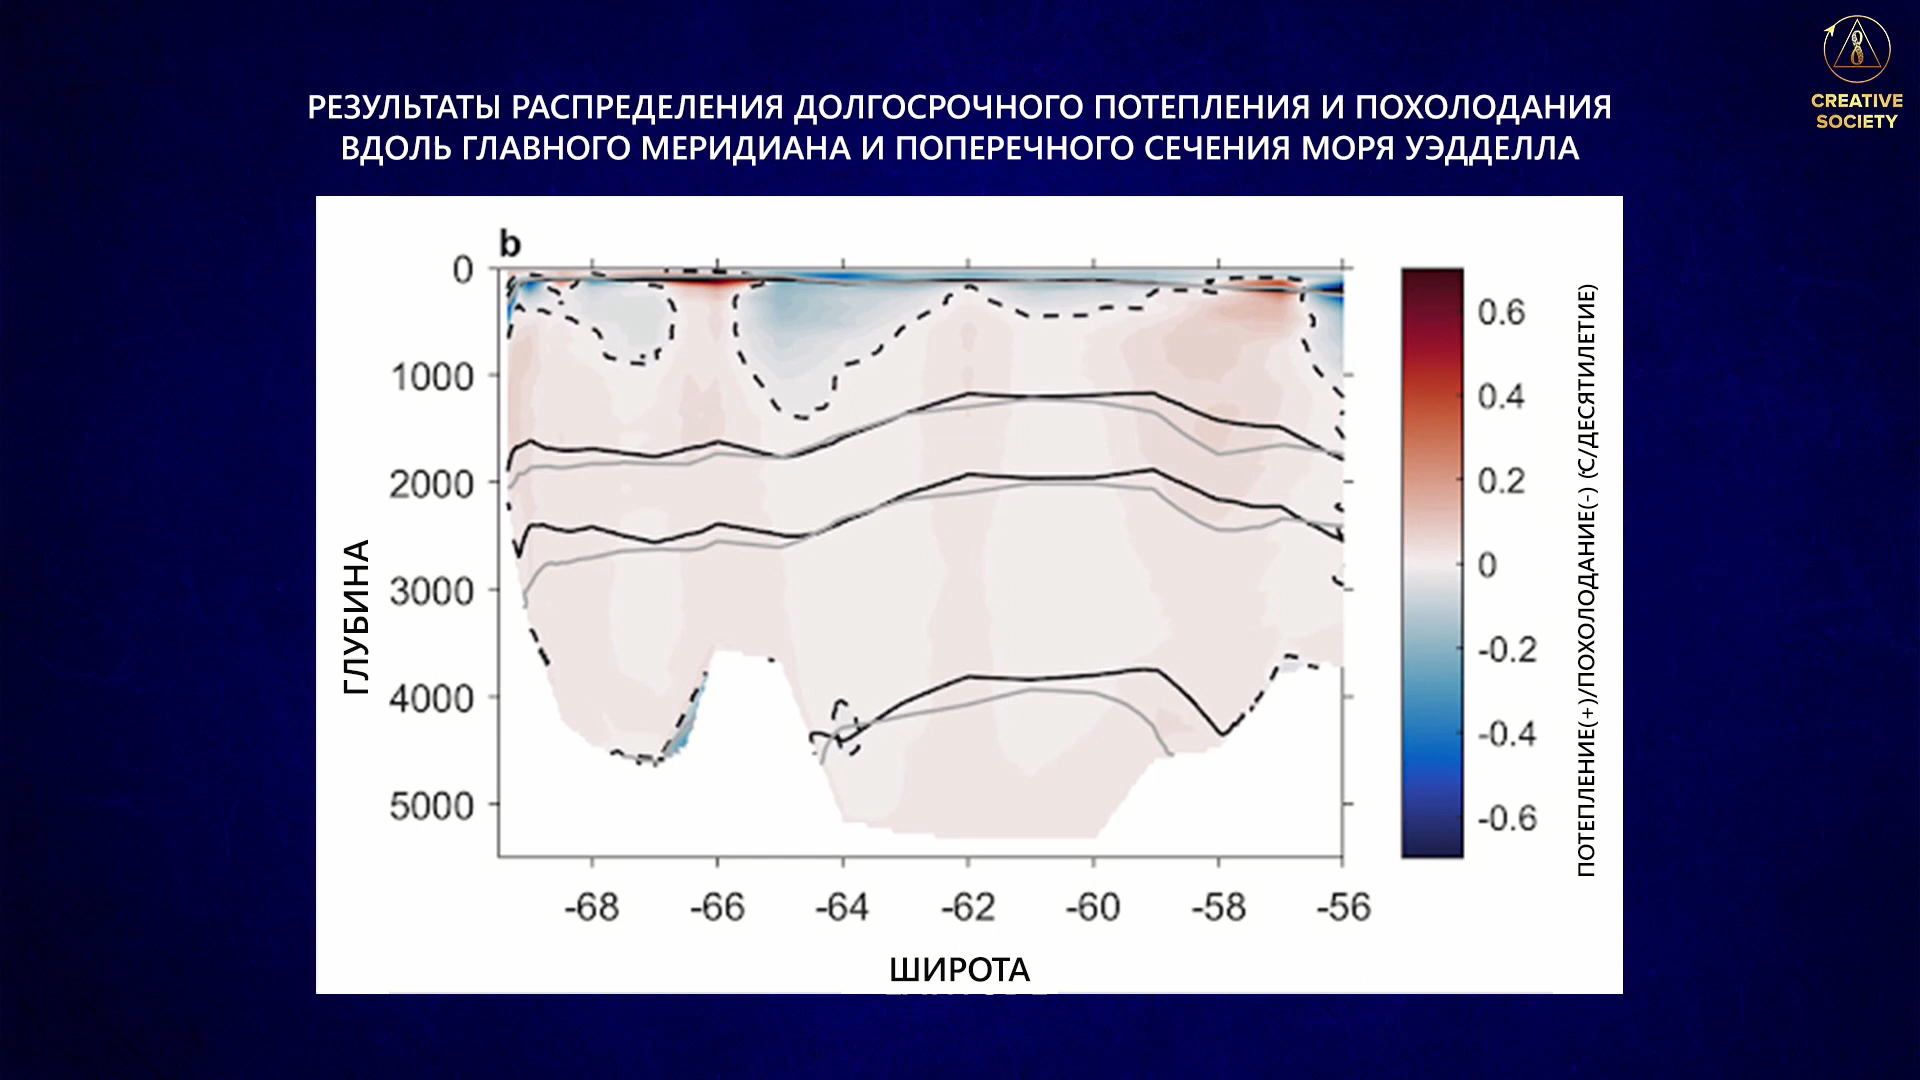 CREATIVE
SOCIETY
РЕЗУЛЬТАТЫ РАСПРЕДЕЛЕНИЯ ДОЛГОСРОЧНОГО ПОТЕПЛЕНИЯ И ПОХОЛОДАНИЯ
ВДОЛЬ ГЛАВНОГО МЕРИДИАНА И ПОПЕРЕЧНОГО СЕЧЕНИЯ МОРЯ УЭДДЕЛЛА
b
0
1000
2000
3000
4000
5000
ГЛУБИНА
-68
-66
-64
-62
-60
-58
-56
ШИРОТА
0.6
0.4
0.2
0
-0.2
-0.4
-0.6
ПОТЕПЛЕНИЕ(+)/ПОХОЛОДАНИЕ(-) (°С/ДЕСЯТИЛЕТИЕ)